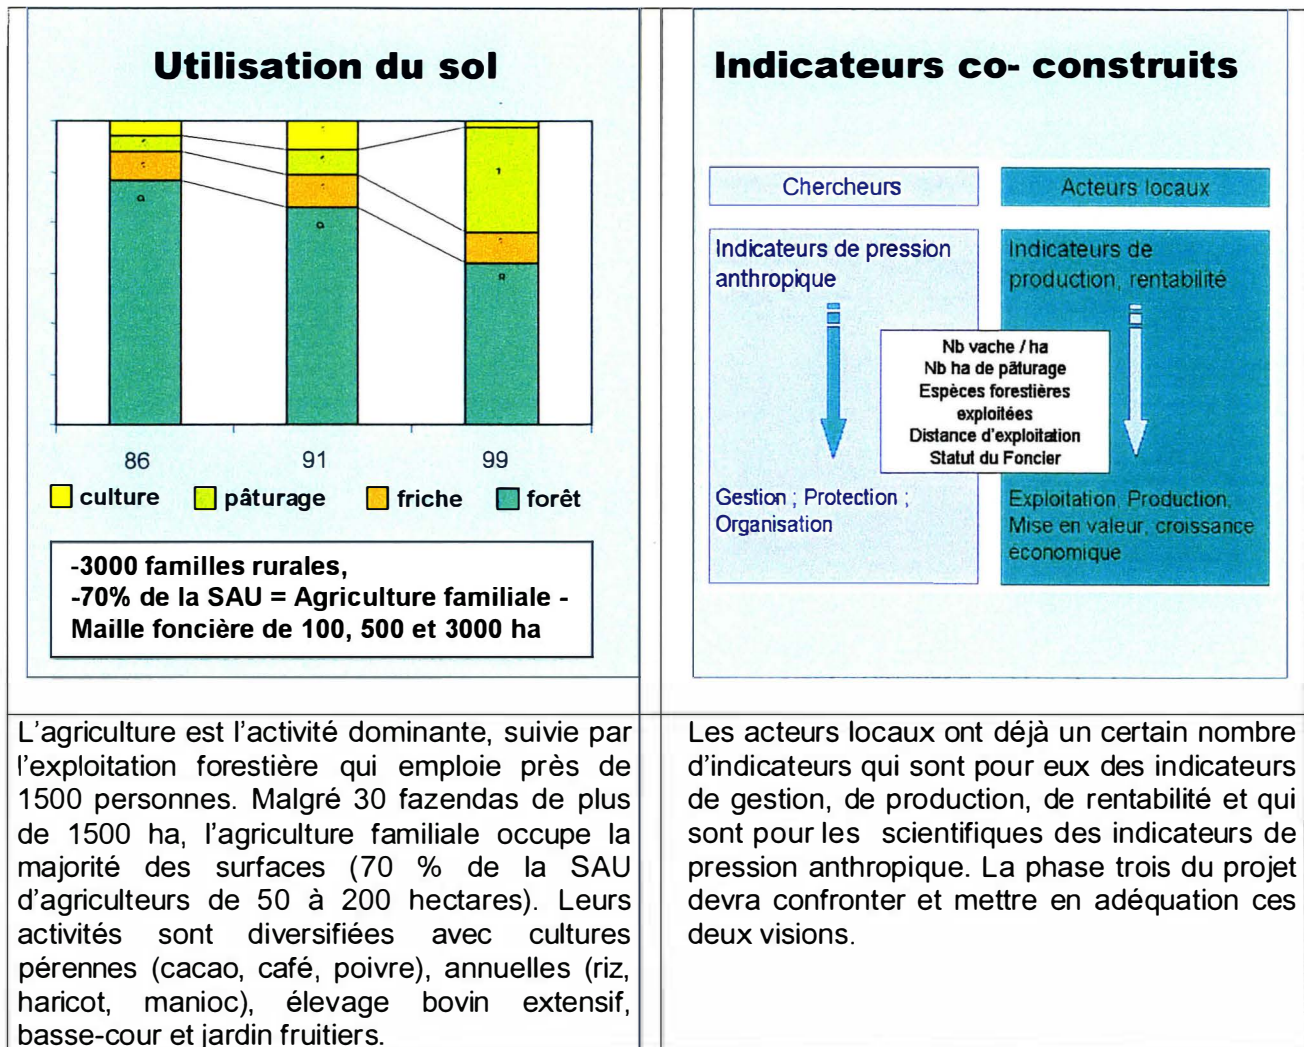 Utilisation du sol
86 91 99
culture pâturage friche forêt
-3000 familles rurales,
-70% de la SAU = Agriculture familiale -
Maille foncière de 100, 500 et 3000 ha
L’agriculture est l’activité dominante, suivie par
l’exploitation forestière qui emploie près de
1500 personnes. Malgré 30 fazendas de plus
de 1500 ha, l’agriculture familiale occupe la
majorité des surfaces (70 % de la SAU
d’agriculteurs de 50 à 200 hectares). Leurs
activités sont diversifiées avec cultures
pérennes (cacao, café, poivre), annuelles (riz,
haricot, manioc), élevage bovin extensif,
basse-cour et jardin fruitiers.
Indicateurs co- construits
Chercheurs
Acteurs locaux
Indicateurs de pression
anthropique
Indicateurs de
production, rentabilité
Nb vache / ha
Nb ha de pâturage
Espèces forestières
exploitées
Distance d'exploitation
Statut du Foncier
Gestion ; Protection ;
Organisation
Exploitation, Production,
Mise en valeur, croissance
économique
Les acteurs locaux ont déjà un certain nombre
d’indicateurs qui sont pour eux des indicateurs
de gestion, de production, de rentabilité et qui
sont pour les scientifiques des indicateurs de
pression anthropique. La phase trois du projet
devra confronter et mettre en adéquation ces
deux visions.